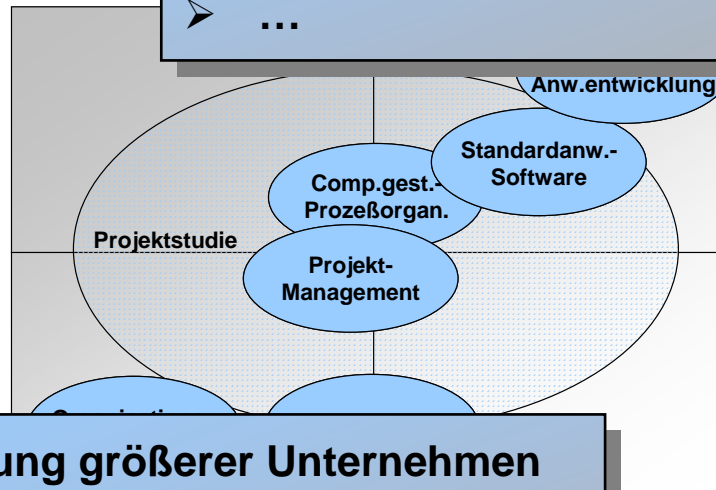 ➢ ...
Anw.entwicklung
Standardanw.-
Software
Comp.gest.-
Prozeßorgan.
Projektstudie
Projekt-
Management
ung größerer Unternehmen